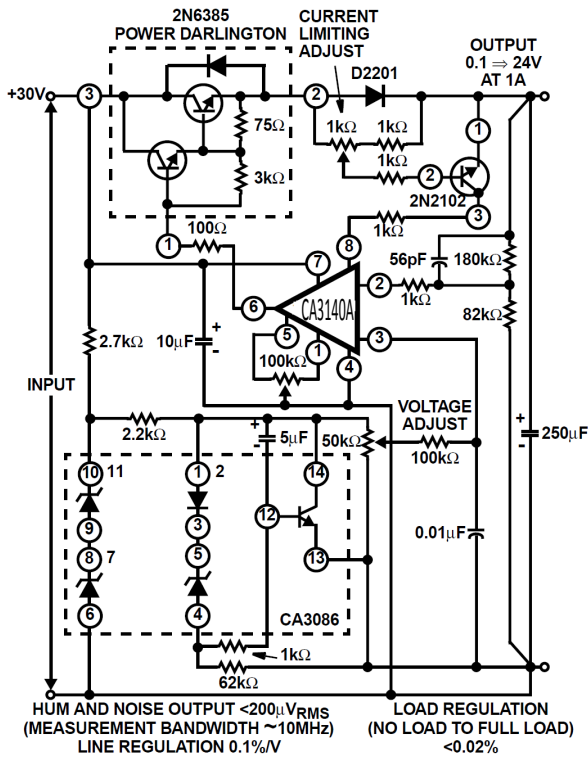 2N6385
POWER DARLINGTON
CURRENT
LIMITING
ADJUST
D2201
OUTPUT
0.1 ⇒ 24V
AT 1A
+30V
3
2
1
75Ω
3kΩ
1kΩ
1kΩ
1kΩ
2
2N2102
3
1
100Ω
1kΩ
8
7
56pF
180kΩ
6
CA3140A
2
1kΩ
82kΩ
5
3
2.7kΩ
10μF
+
-
100kΩ
1
4
INPUT
VOLTAGE
ADJUST
2.2kΩ
+
-
5μF
50kΩ
100kΩ
+
-
250μF
10
11
1
2
14
9
3
12
0.01μF
8
7
5
13
6
4
CA3086
1kΩ
62kΩ
HUM AND NOISE OUTPUT <200μVRMS
(MEASUREMENT BANDWIDTH ~10MHz)
LINE REGULATION 0.1%/V
LOAD REGULATION
(NO LOAD TO FULL LOAD)
<0.02%